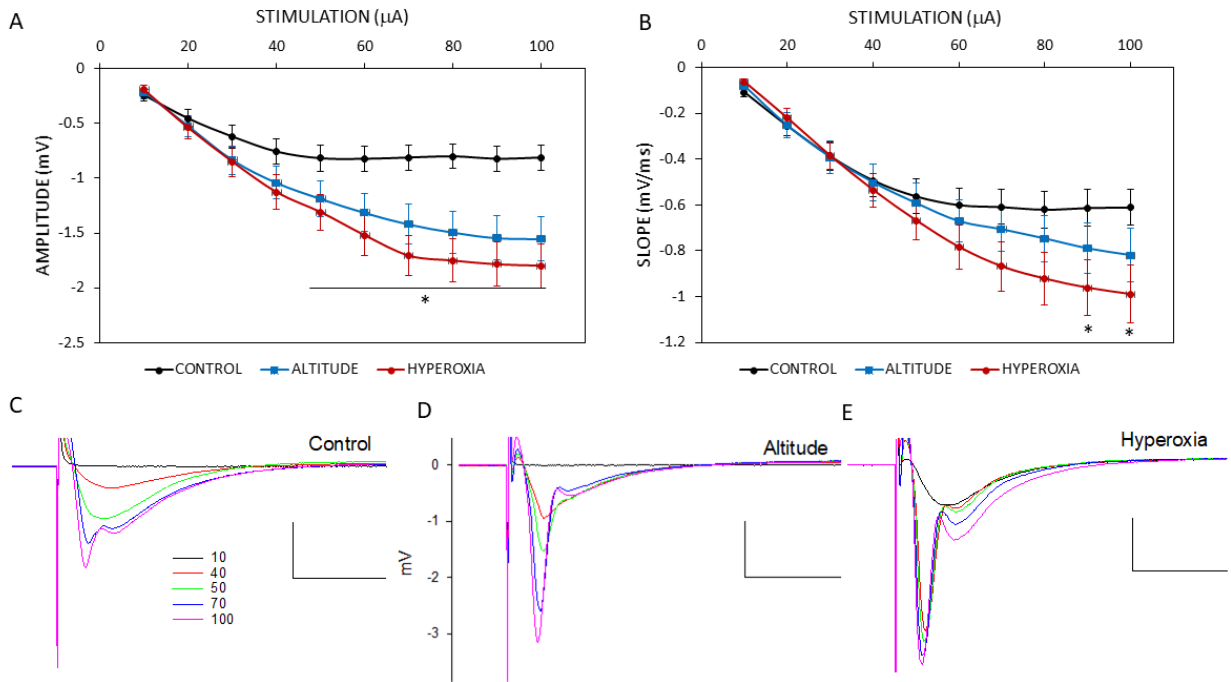 A
STIMULATION (µA)
0 20 40 60 80 100
0
-0.5
-1
-1.5
-2
-2.5
AMPLITUDE (mV)
*
CONTROL ALTITUDE HYPEROXIA
B
STIMULATION (µA)
0 20 40 60 80 100
0
-0.2
-0.4
-0.6
-0.8
-1
-1.2
SLOPE (mV/ms)
* *
CONTROL ALTITUDE HYPEROXIA
C
Control
10
40
50
70
100
D
Altitude
0
-1
-2
-3
mV
E
Hyperoxia